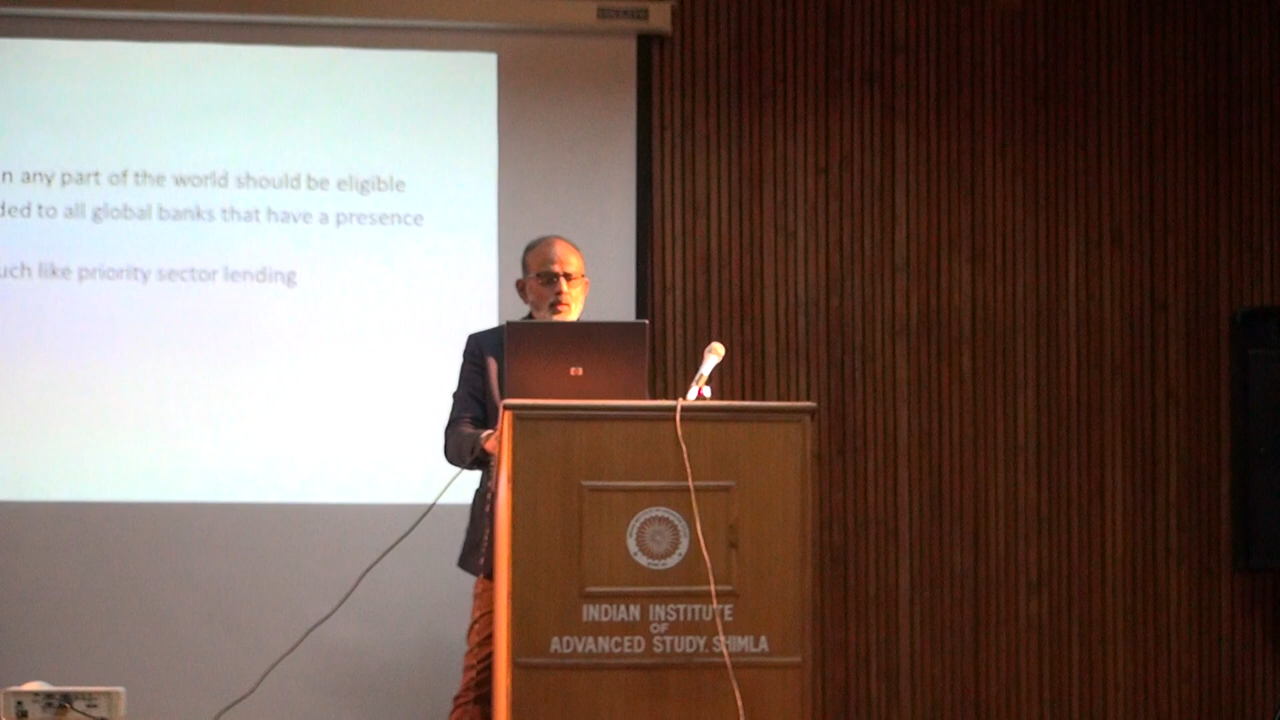 n any part of the world should be eligible
ded to all global banks that have a presence
uch like priority sector lending
hp
INDIAN INSTITUTE
OF
ADVANCED STUDY. SHIMLA